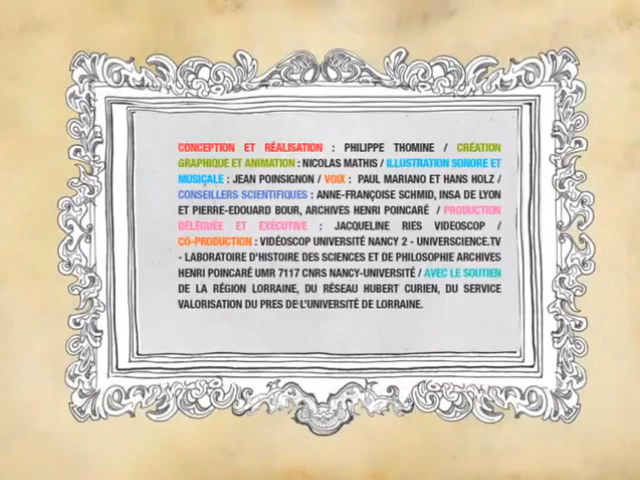 CONCEPTION ET RÉALISATION : PHILIPPE THOMINE / CRÉATION
GRAPHIQUE ET ANIMATION : NICOLAS MATHIS / ILLUSTRATION SONORE ET
MUSICALE : JEAN POINSIGNON / VOIX : PAUL MARIANO ET HANS HOLZ /
CONSEILLERS SCIENTIFIQUES : ANNE-FRANÇOISE SCHMID, INSA DE LYON
ET PIERRE-EDOUARD BOUR, ARCHIVES HENRI POINCARÉ / PRODUCTION
DÉLÉGUÉE ET EXÉCUTIVE : JACQUELINE RIES VIDEOSCOP /
CO-PRODUCTION : VIDÉOSCOP UNIVERSITÉ NANCY 2 - UNIVERSCIENCE.TV
- LABORATOIRE D'HISTOIRE DES SCIENCES ET DE PHILOSOPHIE ARCHIVES
HENRI POINCARÉ UMR 7117 CNRS NANCY-UNIVERSITÉ / AVEC LE SOUTIEN
DE LA RÉGION LORRAINE, DU RÉSEAU HUBERT CURIEN, DU SERVICE
VALORISATION DU PRES DE L'UNIVERSITÉ DE LORRAINE.